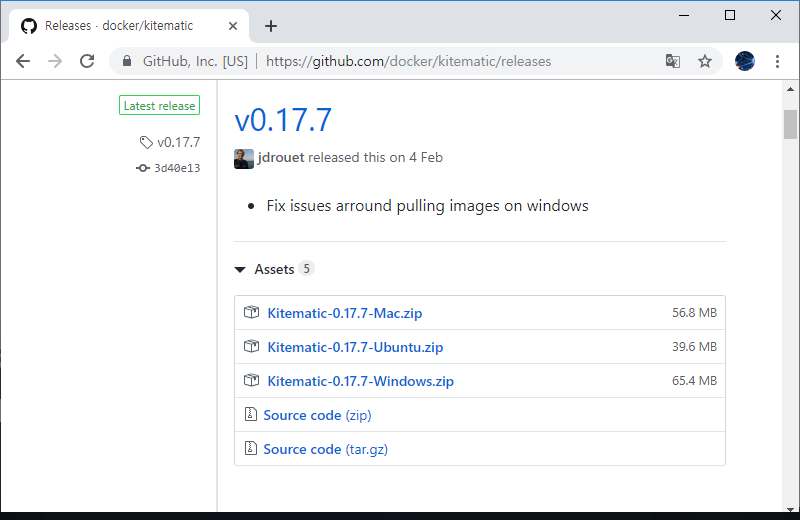 Releases · docker/kitematic
GitHub, Inc. [US] | https://github.com/docker/kitematic/releases
Latest release
v0.17.7
3d40e13
v0.17.7
jdrouet released this on 4 Feb
• Fix issues arround pulling images on windows
Assets 5
Kitematic-0.17.7-Mac.zip 56.8 MB
Kitematic-0.17.7-Ubuntu.zip 39.6 MB
Kitematic-0.17.7-Windows.zip 65.4 MB
Source code (zip)
Source code (tar.gz)